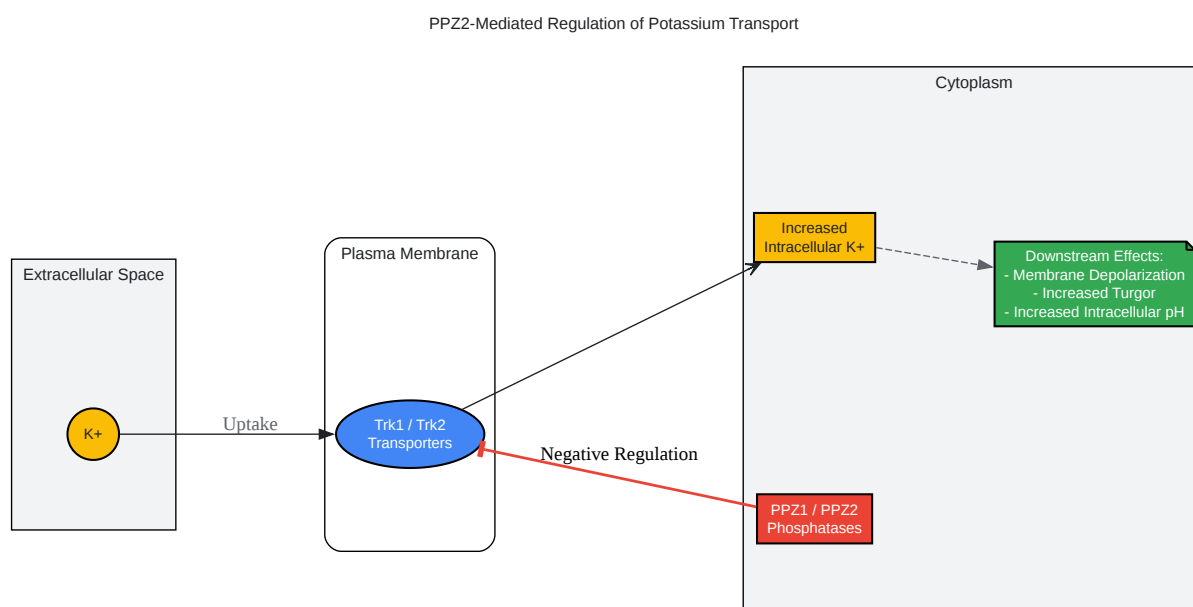 PPZ2-Mediated Regulation of Potassium Transport
Extracellular Space
K+
Uptake
Plasma Membrane
Trk1 / Trk2
Transporters
Negative Regulation
Cytoplasm
Increased
Intracellular K+
Downstream Effects:
- Membrane Depolarization
- Increased Turgor
- Increased Intracellular pH
PPZ1 / PPZ2
Phosphatases